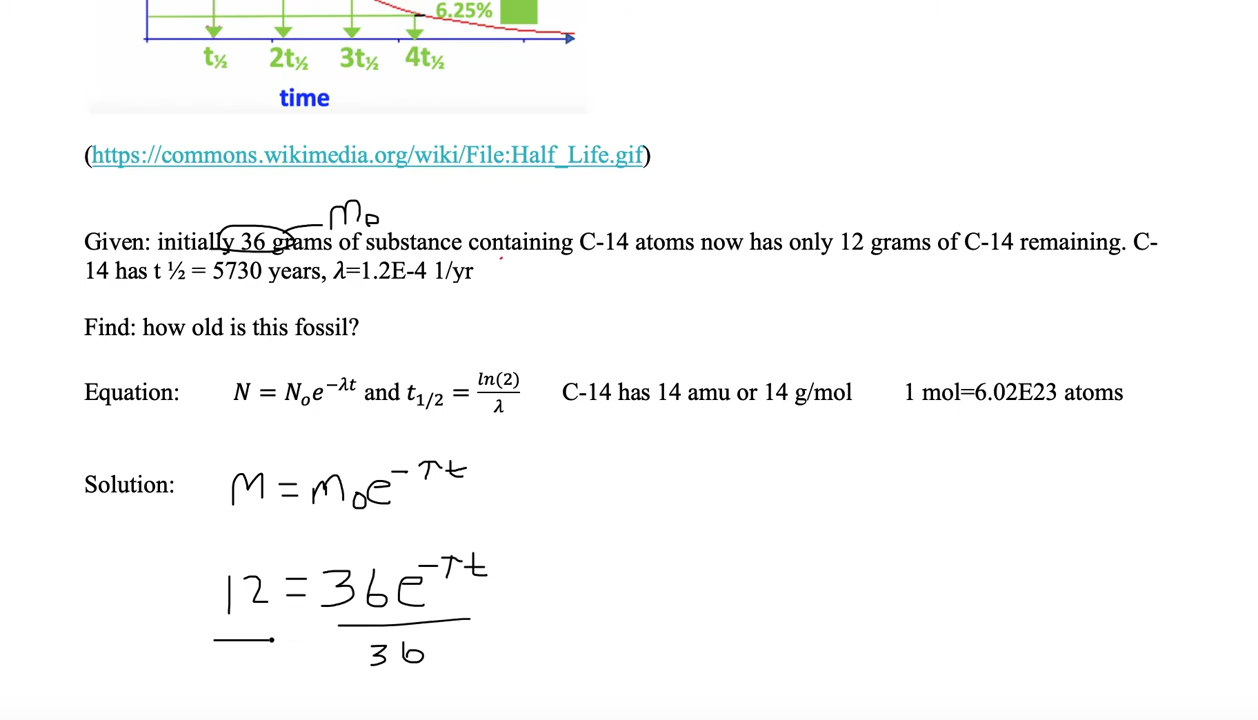 6.25%
t½ 2t½ 3t½ 4t½
time
(https://commons.wikimedia.org/wiki/File:Half_Life.gif)
m₀
Given: initially 36 grams of substance containing C-14 atoms now has only 12 grams of C-14 remaining. C-
14 has t ½ = 5730 years, λ=1.2E-4 1/yr
Find: how old is this fossil?
Equation: N = Nₒe^−λt and t₁/₂ = ln(2)/λ C-14 has 14 amu or 14 g/mol 1 mol=6.02E23 atoms
Solution: M = m₀e^−πt
12 = 36e^−πt
36